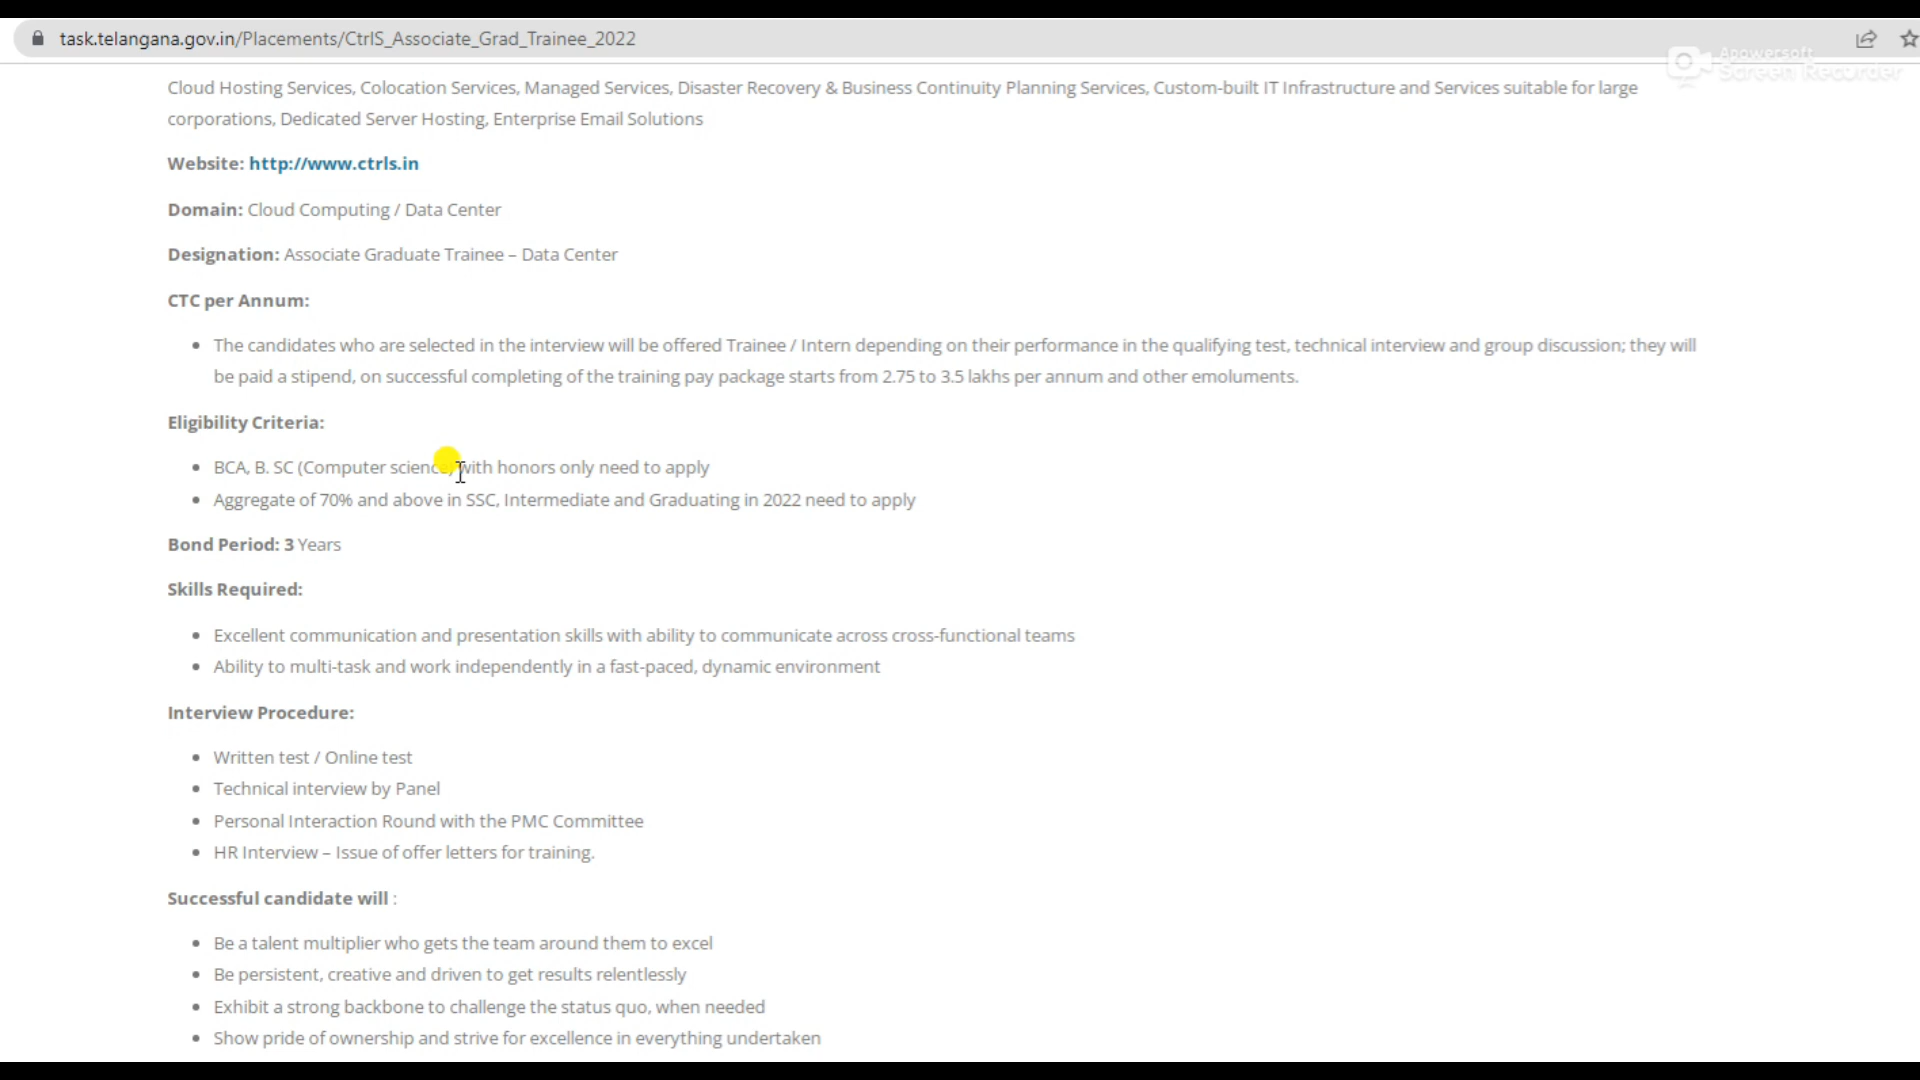 task.telangana.gov.in/Placements/CtrlS_Associate_Grad_Trainee_2022
Apowersoft
Screen Recorder
Cloud Hosting Services, Colocation Services, Managed Services, Disaster Recovery & Business Continuity Planning Services, Custom-built IT Infrastructure and Services suitable for large
corporations, Dedicated Server Hosting, Enterprise Email Solutions
Website: http://www.ctrls.in
Domain: Cloud Computing / Data Center
Designation: Associate Graduate Trainee – Data Center
CTC per Annum:
• The candidates who are selected in the interview will be offered Trainee / Intern depending on their performance in the qualifying test, technical interview and group discussion; they will
be paid a stipend, on successful completing of the training pay package starts from 2.75 to 3.5 lakhs per annum and other emoluments.
Eligibility Criteria:
• BCA, B. SC (Computer science) with honors only need to apply
• Aggregate of 70% and above in SSC, Intermediate and Graduating in 2022 need to apply
Bond Period: 3 Years
Skills Required:
• Excellent communication and presentation skills with ability to communicate across cross-functional teams
• Ability to multi-task and work independently in a fast-paced, dynamic environment
Interview Procedure:
• Written test / Online test
• Technical interview by Panel
• Personal Interaction Round with the PMC Committee
• HR Interview – Issue of offer letters for training.
Successful candidate will :
• Be a talent multiplier who gets the team around them to excel
• Be persistent, creative and driven to get results relentlessly
• Exhibit a strong backbone to challenge the status quo, when needed
• Show pride of ownership and strive for excellence in everything undertaken